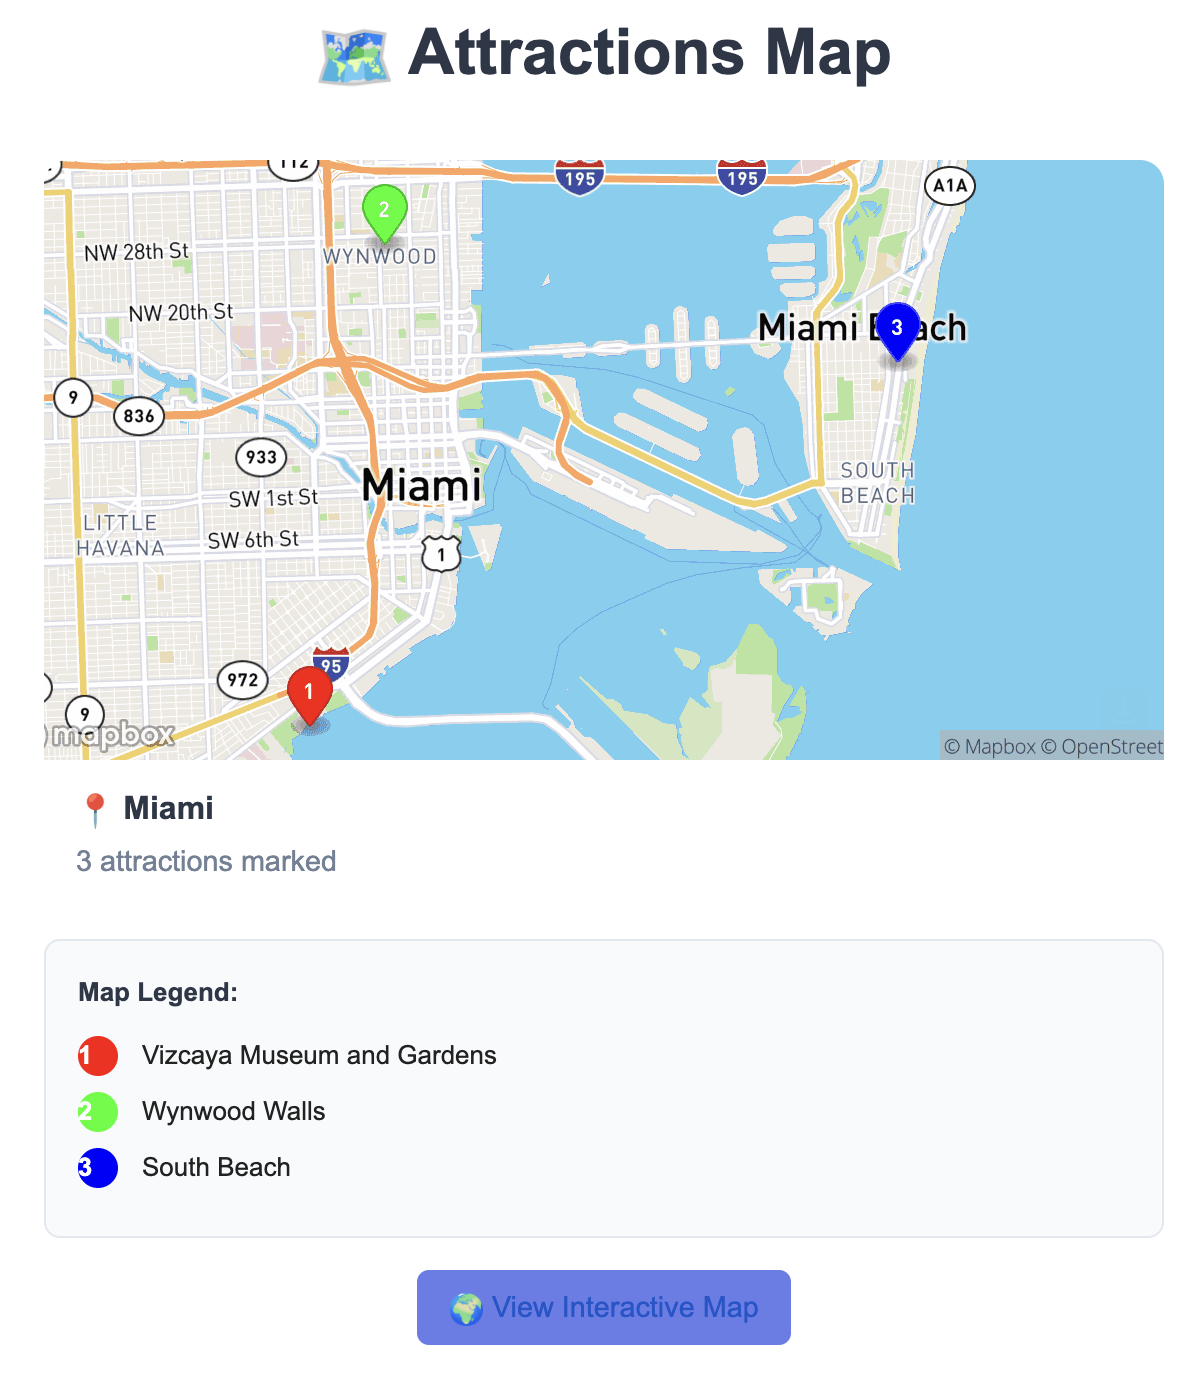 Attractions Map
112
195
195
A1A
2
NW 28th St
WYNWOOD
NW 20th St
Miami Beach
3
9
836
933
SOUTH
BEACH
Miami
SW 1st St
LITTLE
HAVANA
SW 6th St
1
95
972
1
9
mapbox
© Mapbox © OpenStreet
Miami
3 attractions marked
Map Legend:
1 Vizcaya Museum and Gardens
2 Wynwood Walls
3 South Beach
View Interactive Map